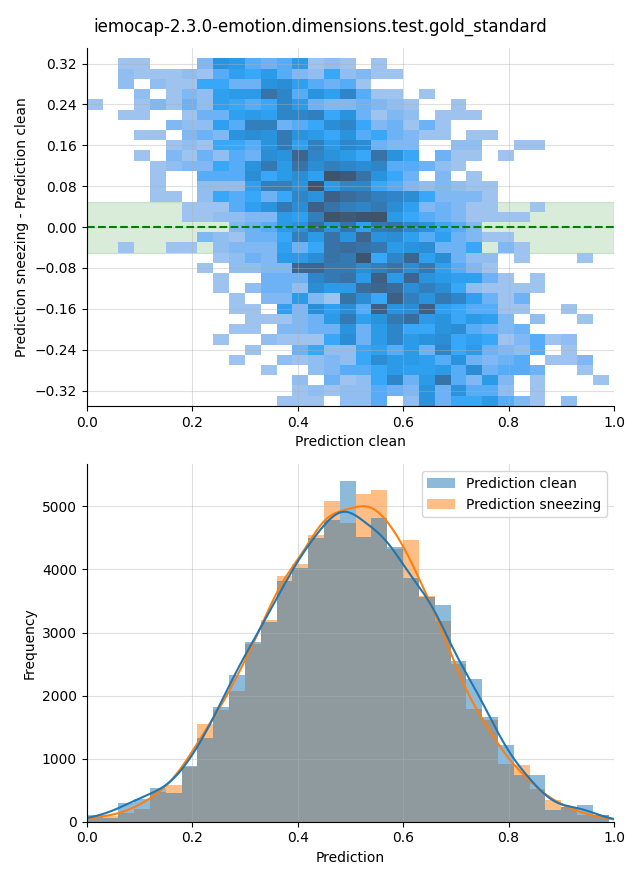 iemocap-2.3.0-emotion.dimensions.test.gold_standard
0.32
0.24
0.16
0.08
0.00
−0.08
−0.16
−0.24
−0.32
Prediction sneezing - Prediction clean
0.0 0.2 0.4 0.6 0.8 1.0
Prediction clean
Prediction clean
Prediction sneezing
5000
4000
3000
2000
1000
0
Frequency
0.0 0.2 0.4 0.6 0.8 1.0
Prediction